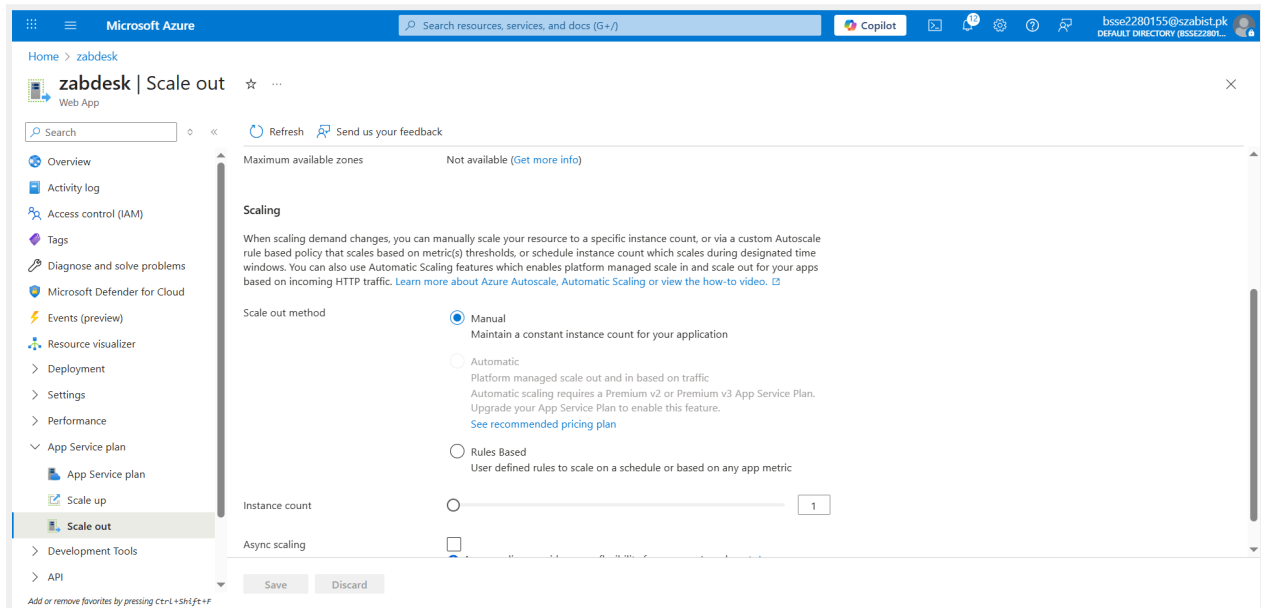 Microsoft Azure
Search resources, services, and docs (G+/)
Copilot
12
bsse2280155@szabist.pk
DEFAULT DIRECTORY (BSSE22801...
Home > zabdesk
zabdesk | Scale out
Web App
Search
Refresh
Send us your feedback
Overview
Activity log
Access control (IAM)
Tags
Diagnose and solve problems
Microsoft Defender for Cloud
Events (preview)
Resource visualizer
Deployment
Settings
Performance
App Service plan
App Service plan
Scale up
Scale out
Development Tools
API
Add or remove favorites by pressing Ctrl+Shift+F
Maximum available zones
Not available (Get more info)
Scaling
When scaling demand changes, you can manually scale your resource to a specific instance count, or via a custom Autoscale
rule based policy that scales based on metric(s) thresholds, or schedule instance count which scales during designated time
windows. You can also use Automatic Scaling features which enables platform managed scale in and scale out for your apps
based on incoming HTTP traffic. Learn more about Azure Autoscale, Automatic Scaling or view the how-to video.
Scale out method
Manual
Maintain a constant instance count for your application
Automatic
Platform managed scale out and in based on traffic
Automatic scaling requires a Premium v2 or Premium v3 App Service Plan.
Upgrade your App Service Plan to enable this feature.
See recommended pricing plan
Rules Based
User defined rules to scale on a schedule or based on any app metric
Instance count
1
Async scaling
Save
Discard